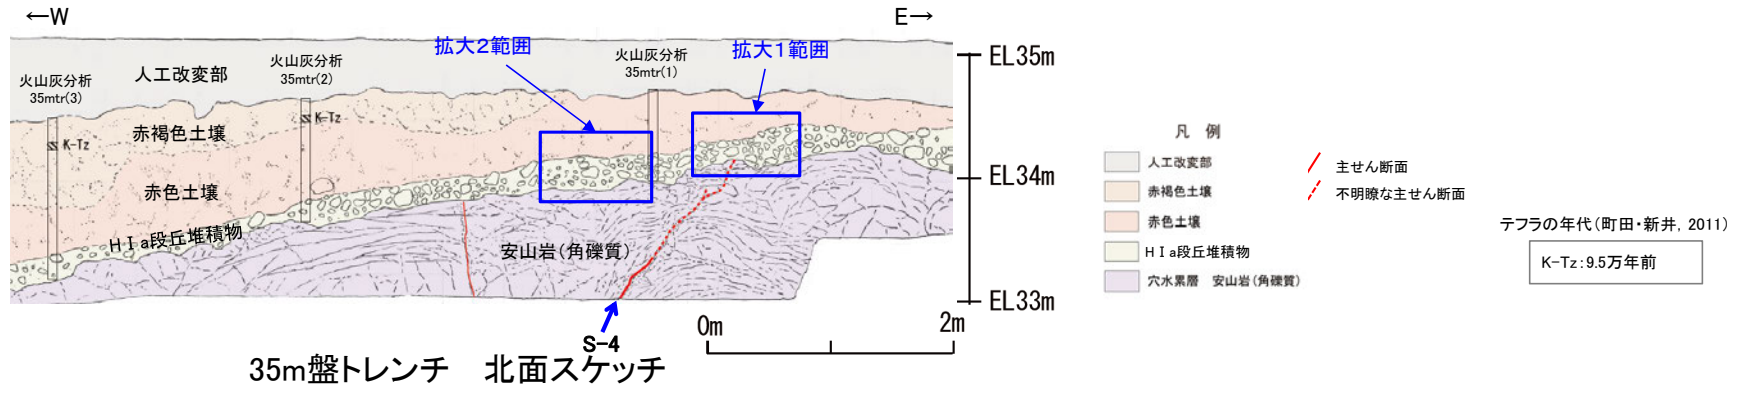 ←W
E→
拡大2範囲
拡大1範囲
火山灰分析
35mtr(3)
火山灰分析
35mtr(2)
火山灰分析
35mtr(1)
人工改変部
K-Tz
K-Tz
赤褐色土壌
赤色土壌
HⅠa段丘堆積物
安山岩(角礫質)
EL35m
EL34m
EL33m
S-4
0m
2m
35m盤トレンチ 北面スケッチ
凡 例
人工改変部
赤褐色土壌
赤色土壌
HⅠa段丘堆積物
穴水累層 安山岩(角礫質)
主せん断面
不明瞭な主せん断面
テフラの年代(町田・新井, 2011)
K-Tz:9.5万年前